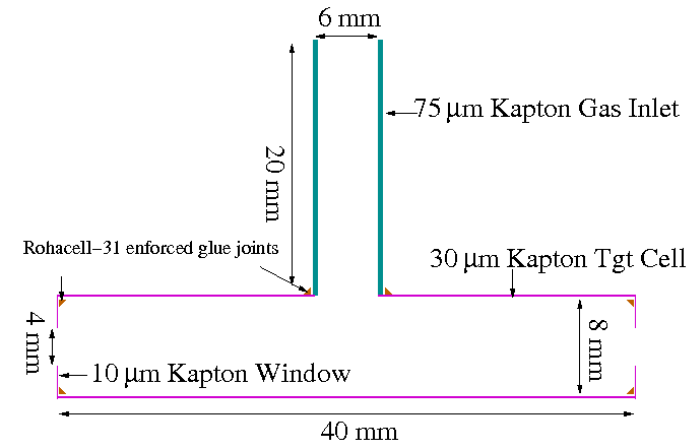 6 mm
75 μm Kapton Gas Inlet
20 mm
Rohacell–31 enforced glue joints
30 μm Kapton Tgt Cell
4 mm
8 mm
10 μm Kapton Window
40 mm